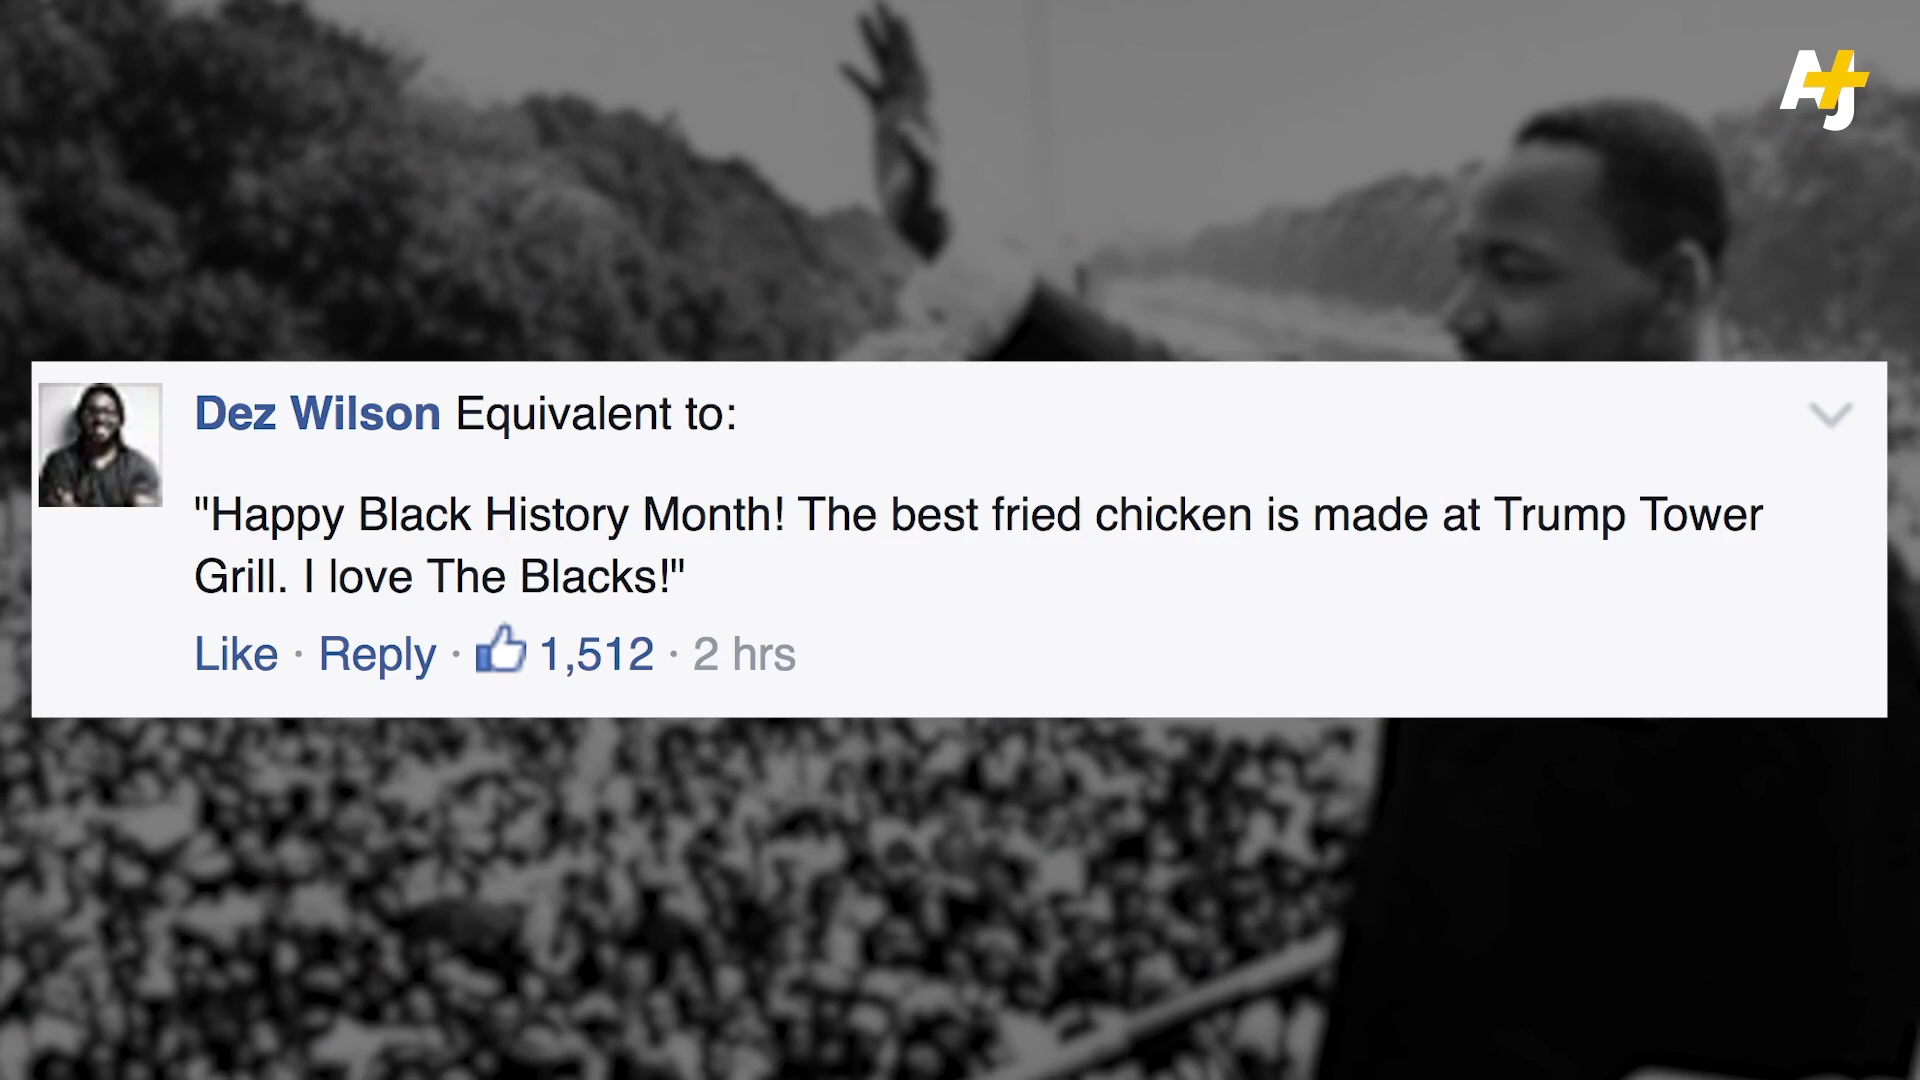 AJ+
Dez Wilson Equivalent to:
"Happy Black History Month! The best fried chicken is made at Trump Tower
Grill. I love The Blacks!"
Like · Reply · 1,512 · 2 hrs